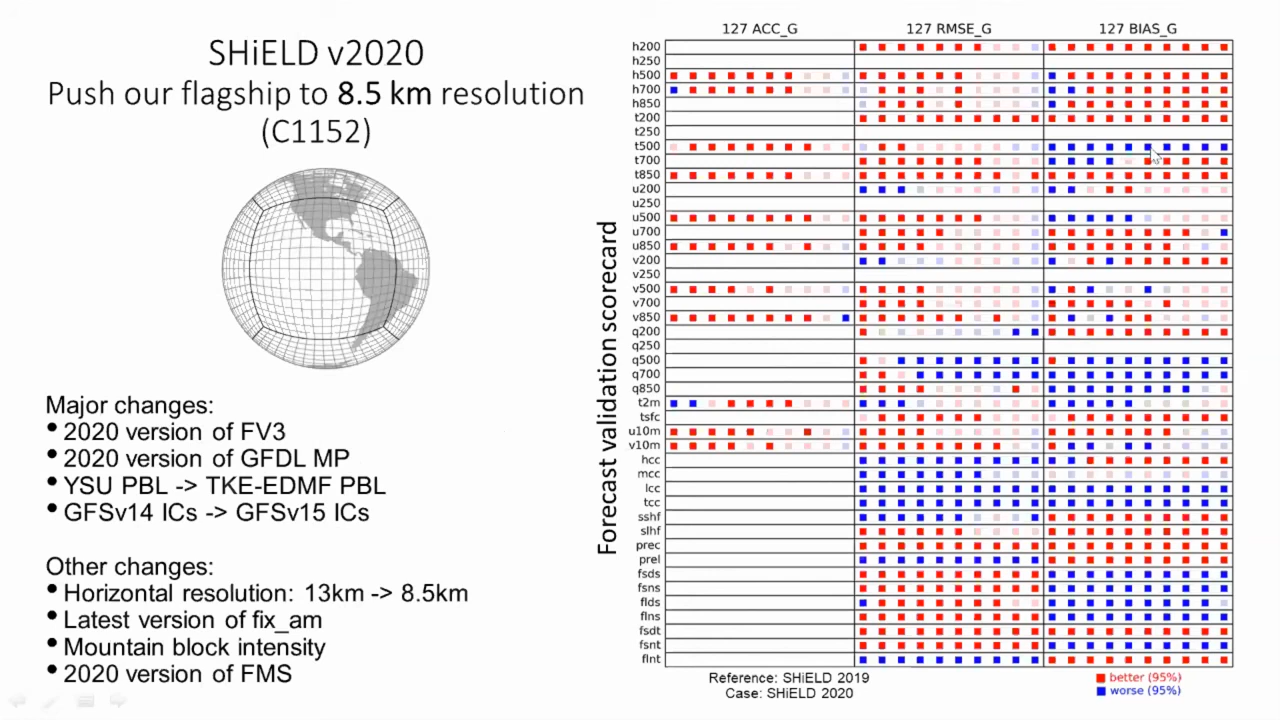 SHiELD v2020
Push our flagship to 8.5 km resolution
(C1152)
Major changes:
• 2020 version of FV3
• 2020 version of GFDL MP
• YSU PBL -> TKE-EDMF PBL
• GFSv14 ICs -> GFSv15 ICs
Other changes:
• Horizontal resolution: 13km -> 8.5km
• Latest version of fix_am
• Mountain block intensity
• 2020 version of FMS
Forecast validation scorecard
127 ACC_G 127 RMSE_G 127 BIAS_G
h200
h250
h500
h700
h850
t200
t250
t500
t700
t850
u200
u250
u500
u700
u850
v200
v250
v500
v700
v850
q200
q250
q500
q700
q850
t2m
tsfc
u10m
v10m
hcc
mcc
lcc
tcc
sshf
slhf
prec
prel
fsds
fsns
flds
flns
fsdt
fsnt
flnt
Reference: SHiELD 2019
Case: SHiELD 2020
better (95%)
worse (95%)